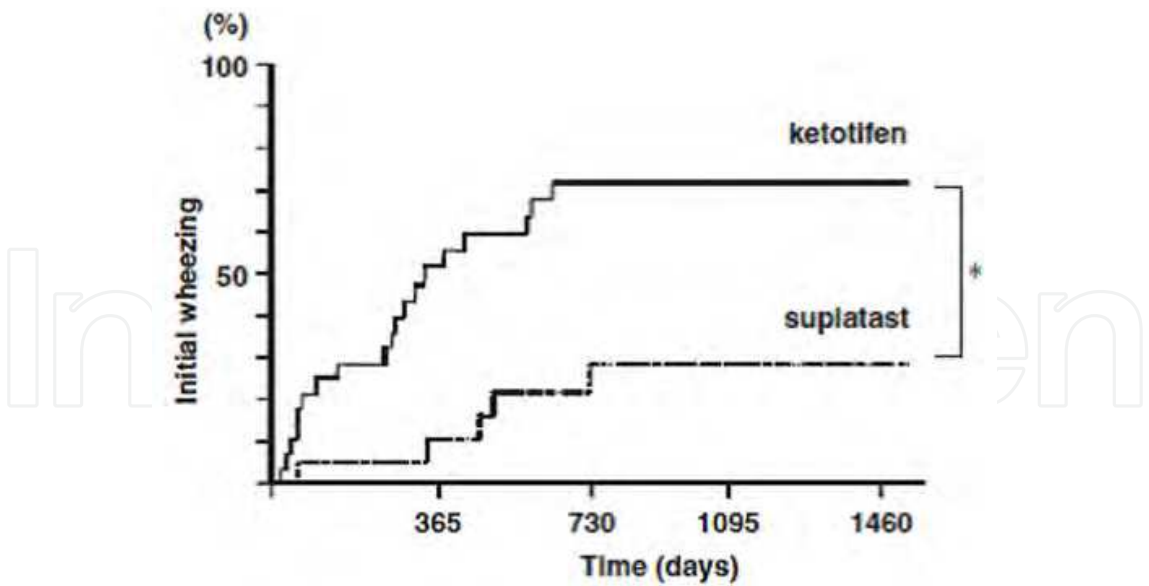 (%)
100
ketotifen
Initial wheezing
50
*
suplatast
365 730 1095 1460
Time (days)